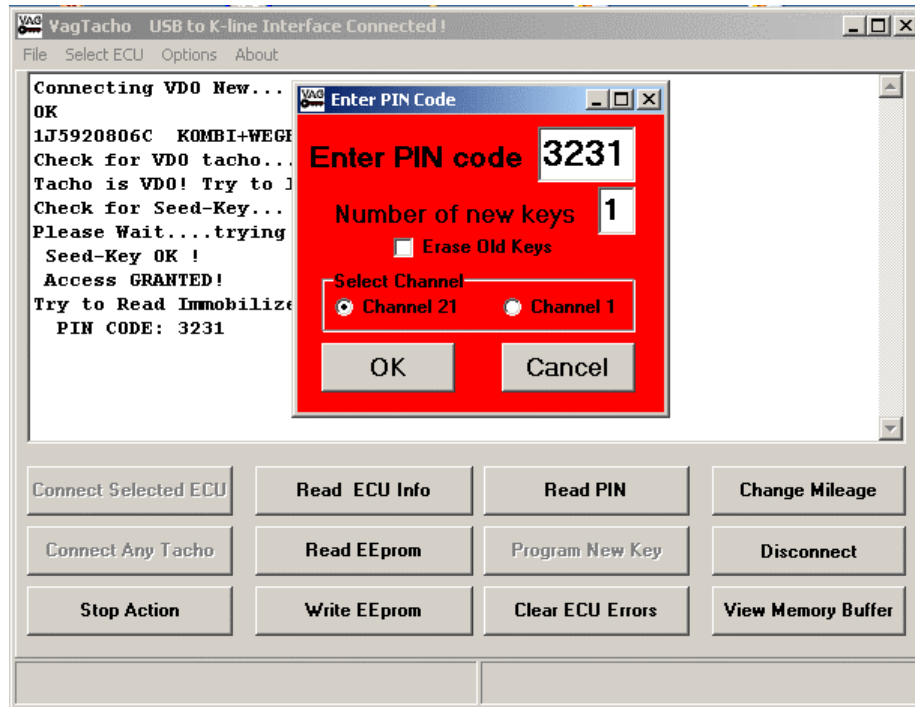 VAG
VagTacho USB to K-line Interface Connected !
File Select ECU Options About
Connecting VDO New...
OK
1J5920806C KOMBI+WEGF
Check for VDO tacho...
Tacho is VDO! Try to
Check for Seed-Key...
Please Wait....trying
Seed-Key OK !
Access GRANTED!
Try to Read Immobilize
PIN CODE: 3231
VAG
Enter PIN Code
Enter PIN code 3231
Number of new keys 1
Erase Old Keys
Select Channel
Channel 21 Channel 1
OK Cancel
Connect Selected ECU Read ECU Info Read PIN Change Mileage
Connect Any Tacho Read EEprom Program New Key Disconnect
Stop Action Write EEprom Clear ECU Errors View Memory Buffer